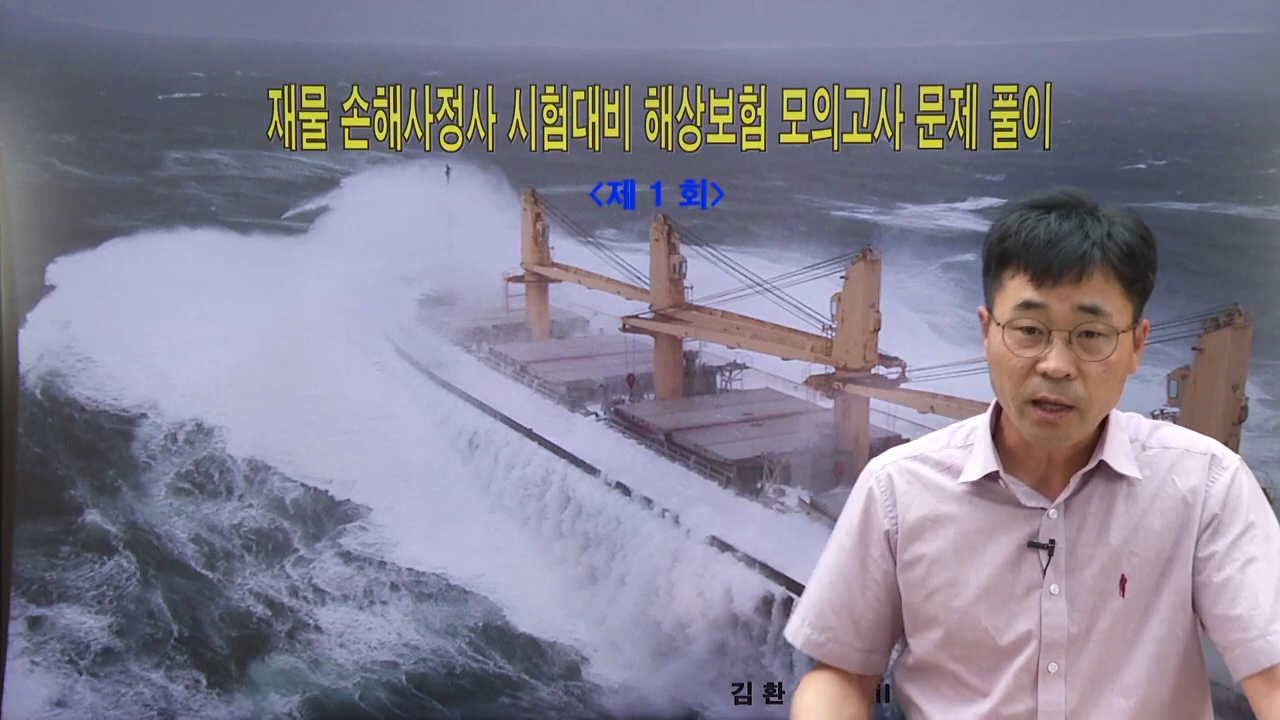 재물 손해사정사 시험대비 해상보험 모의고사 문제 풀이
<제 1 회>
김 환